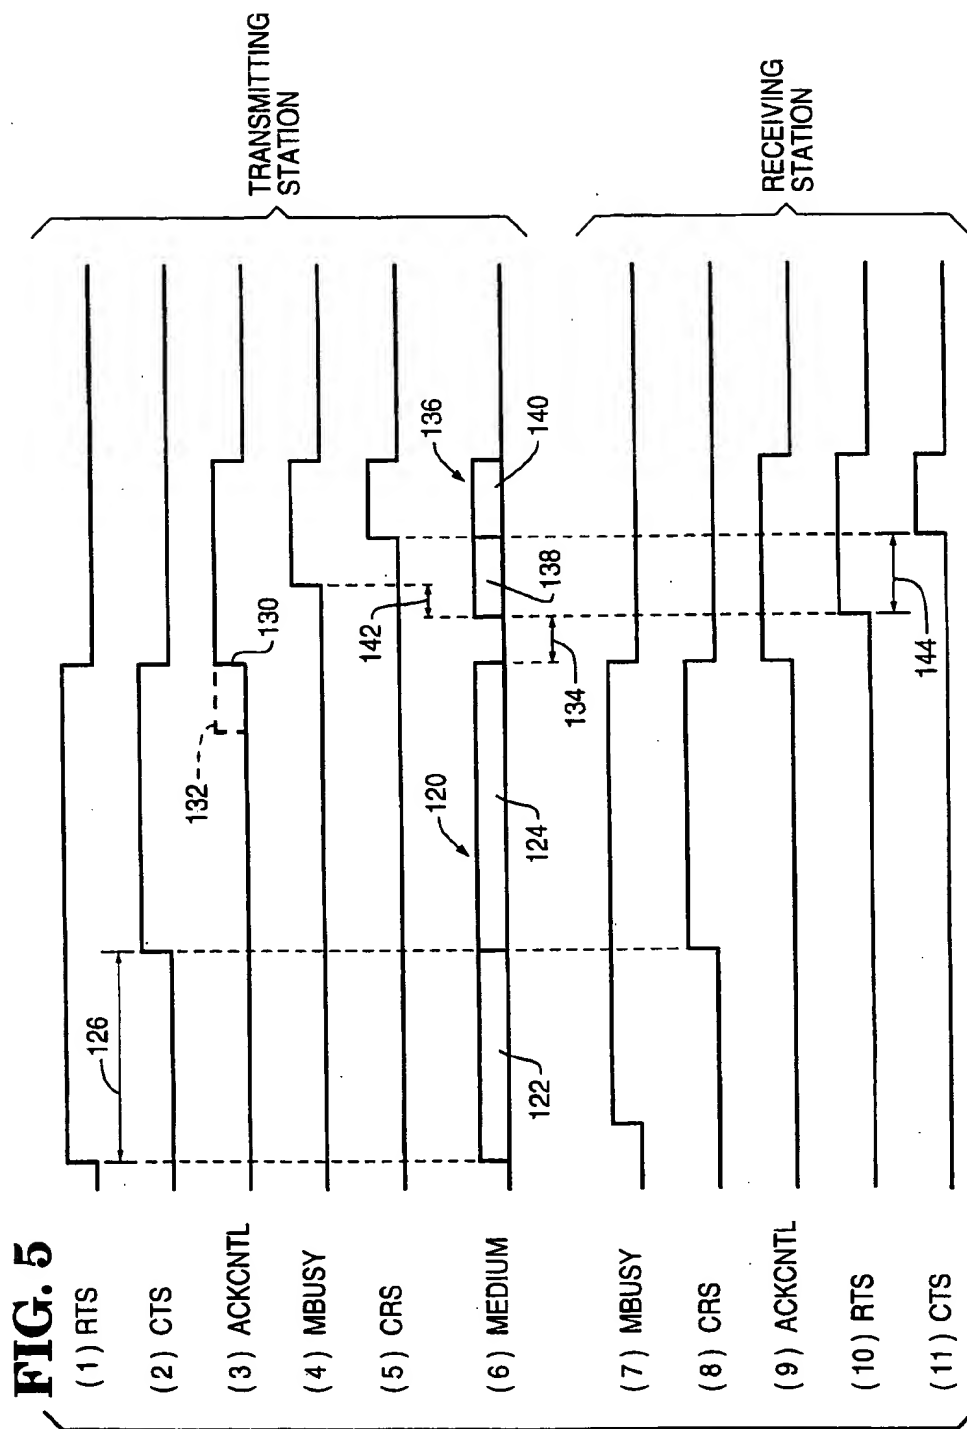 FIG. 5
(1) RTS
(2) CTS
(3) ACKCNTL
(4) MBUSY
(5) CRS
(6) MEDIUM
(7) MBUSY
(8) CRS
(9) ACKCNTL
(10) RTS
(11) CTS
126
132
130
142
136
120
122
124
138
140
134
144
TRANSMITTING
STATION
RECEIVING
STATION